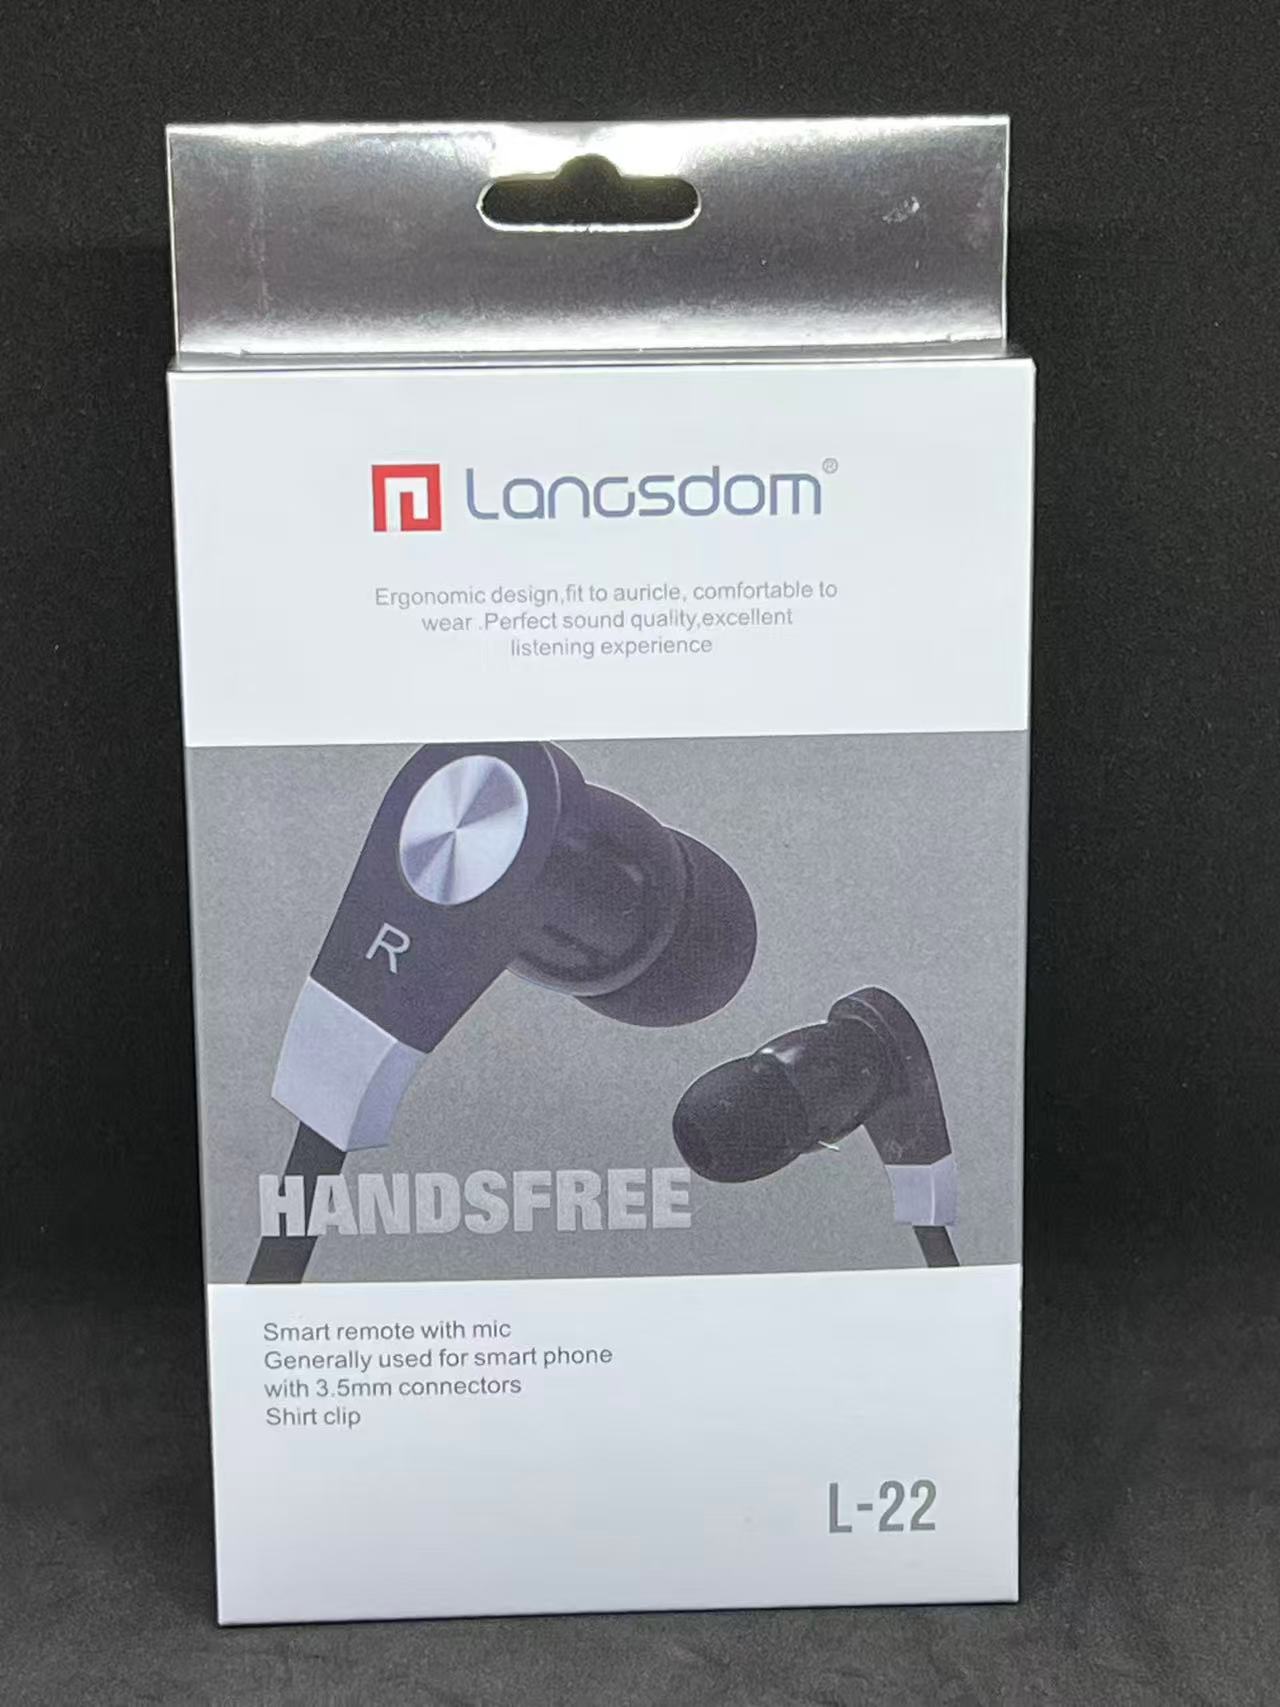 Langsdom®
Ergonomic design,fit to auricle, comfortable to
wear .Perfect sound quality,excellent
listening experience
R
HANDSFREE
Smart remote with mic
Generally used for smart phone
with 3.5mm connectors
Shirt clip
L-22